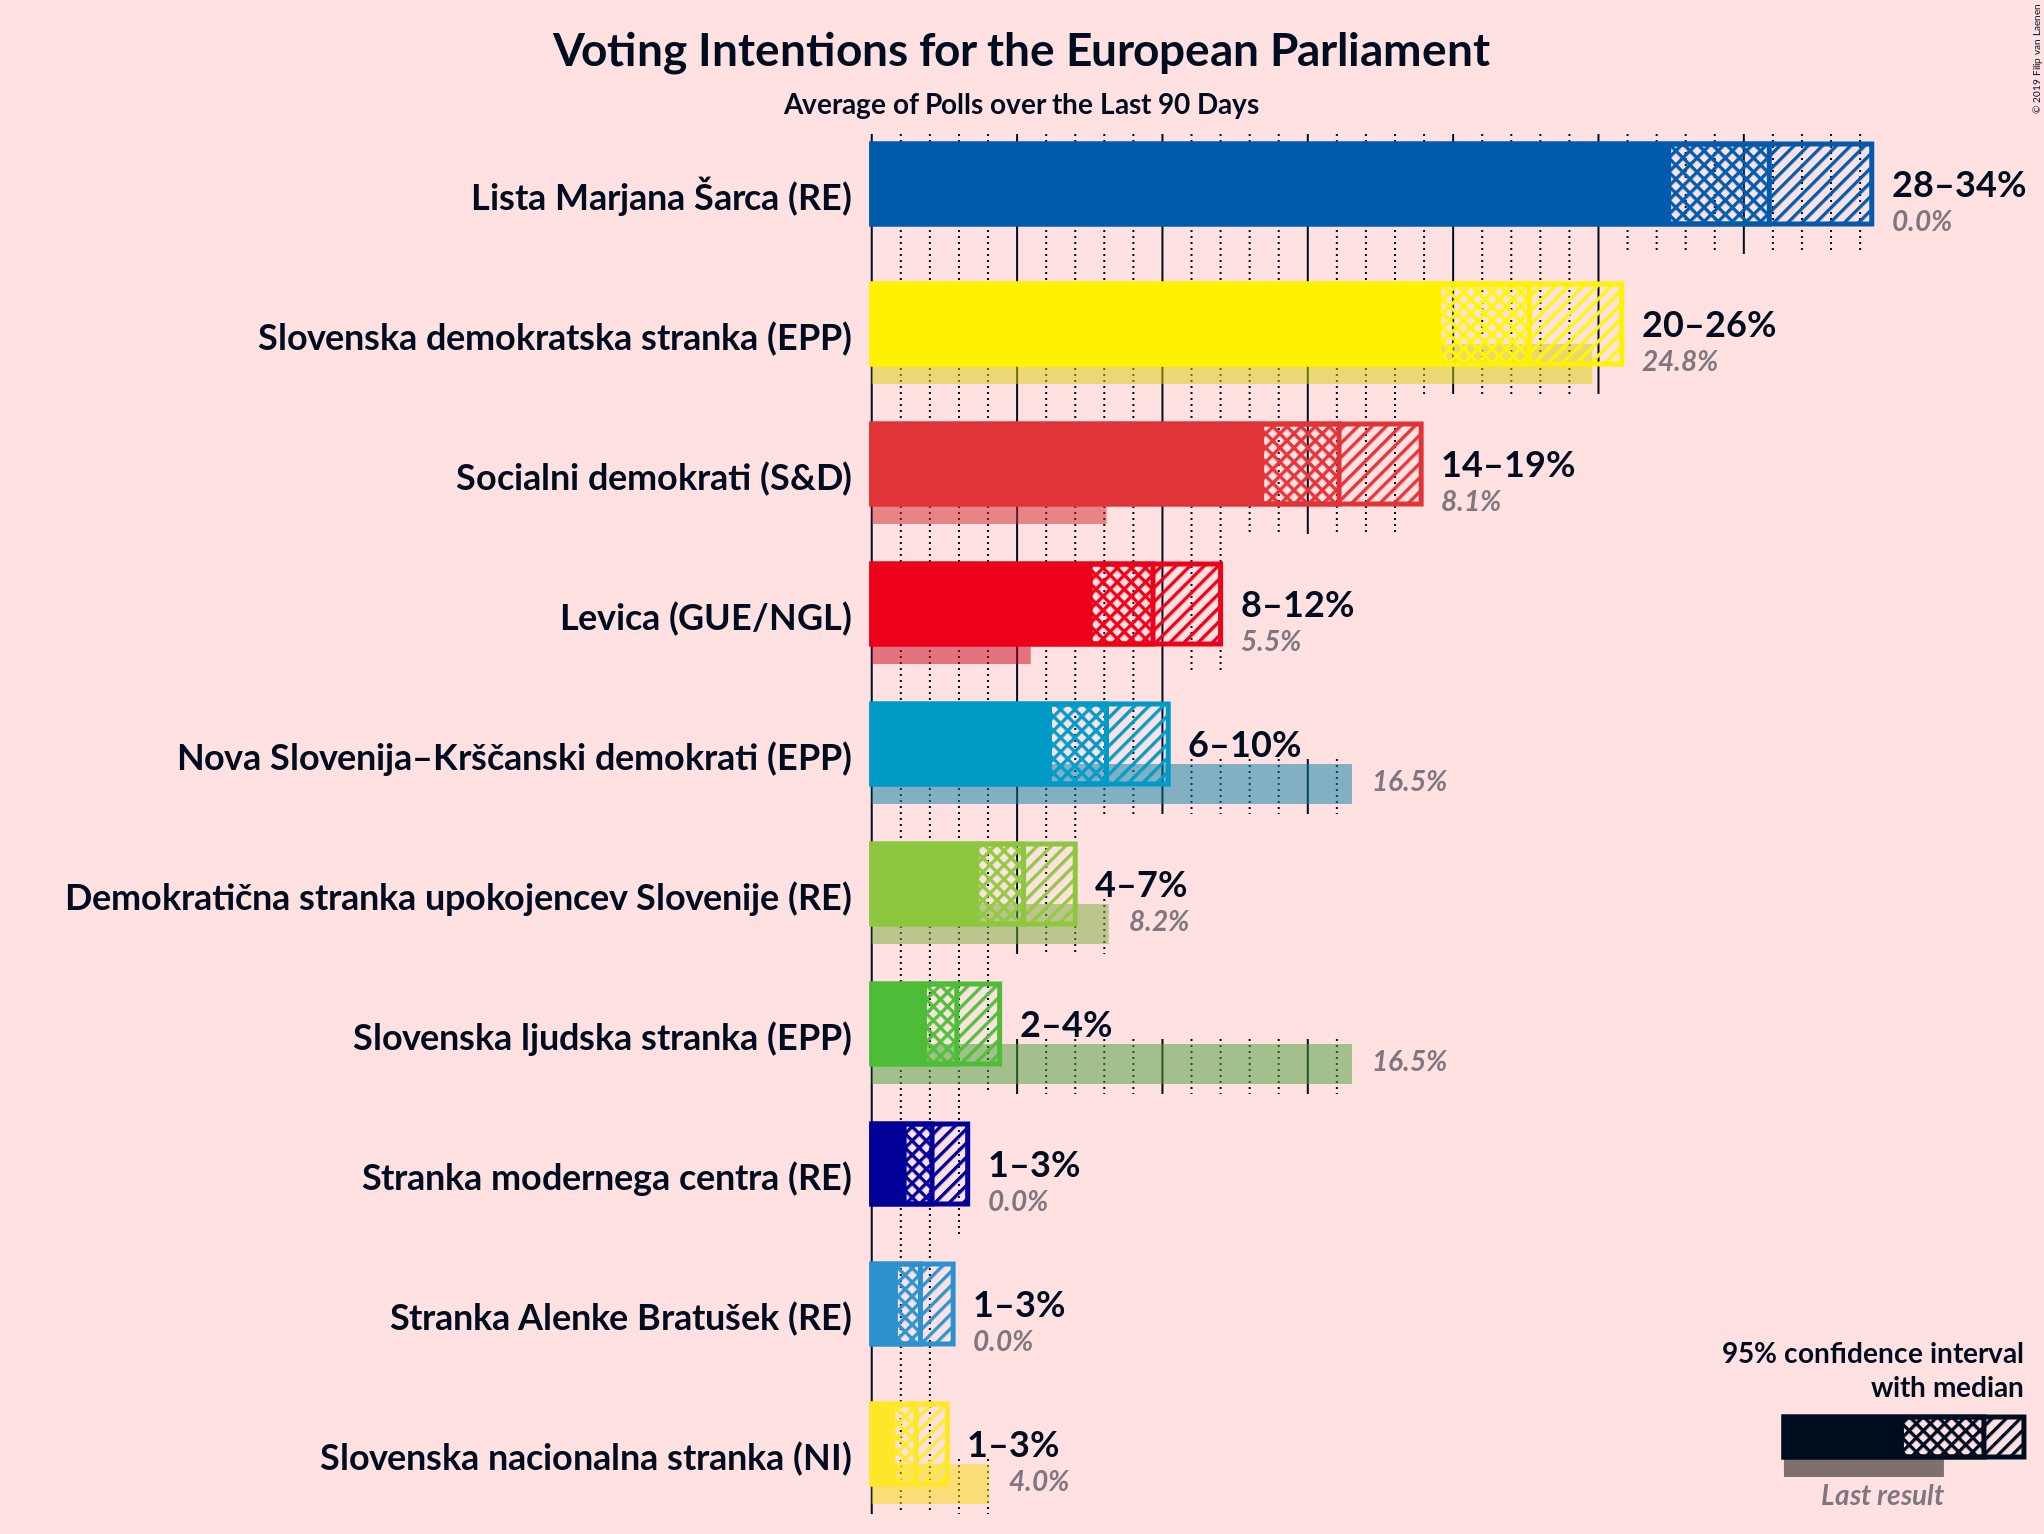 Voting Intentions for the European Parliament
Average of Polls over the Last 90 Days
© 2019 Filip van Laenen
Lista Marjana Šarca (RE)
28–34%
0.0%
Slovenska demokratska stranka (EPP)
20–26%
24.8%
Socialni demokrati (S&D)
14–19%
8.1%
Levica (GUE/NGL)
8–12%
5.5%
Nova Slovenija–Krščanski demokrati (EPP)
6–10%
16.5%
Demokratična stranka upokojencev Slovenije (RE)
4–7%
8.2%
Slovenska ljudska stranka (EPP)
2–4%
16.5%
Stranka modernega centra (RE)
1–3%
0.0%
Stranka Alenke Bratušek (RE)
1–3%
0.0%
Slovenska nacionalna stranka (NI)
1–3%
4.0%
95% confidence interval
with median
Last result